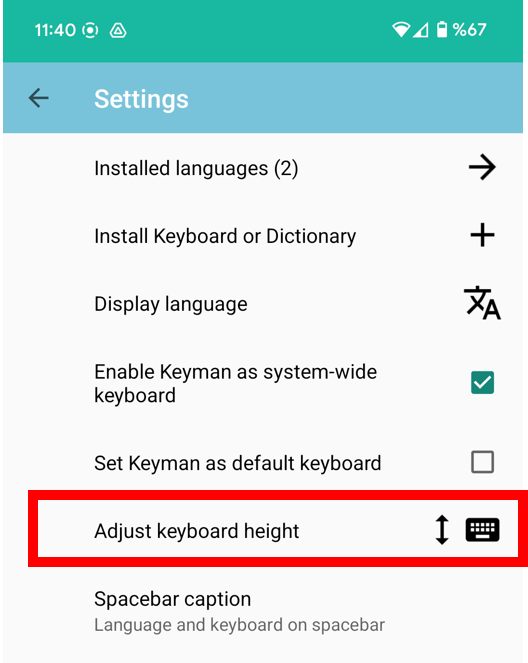 11:40 %67
Settings
Installed languages (2)
Install Keyboard or Dictionary
Display language
Enable Keyman as system-wide
keyboard
Set Keyman as default keyboard
Adjust keyboard height
Spacebar caption
Language and keyboard on spacebar